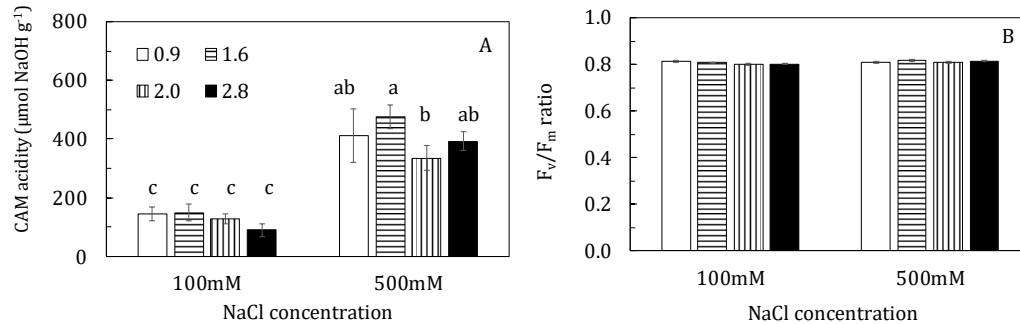 800
600
400
200
0
CAM acidity (μmol NaOH g⁻¹)
A
0.9 1.6
2.0 2.8
c c c c
ab a b ab
100mM 500mM
NaCl concentration
1.0
0.8
0.6
0.4
0.2
0.0
Fᵥ/Fₘ ratio
B
100mM 500mM
NaCl concentration